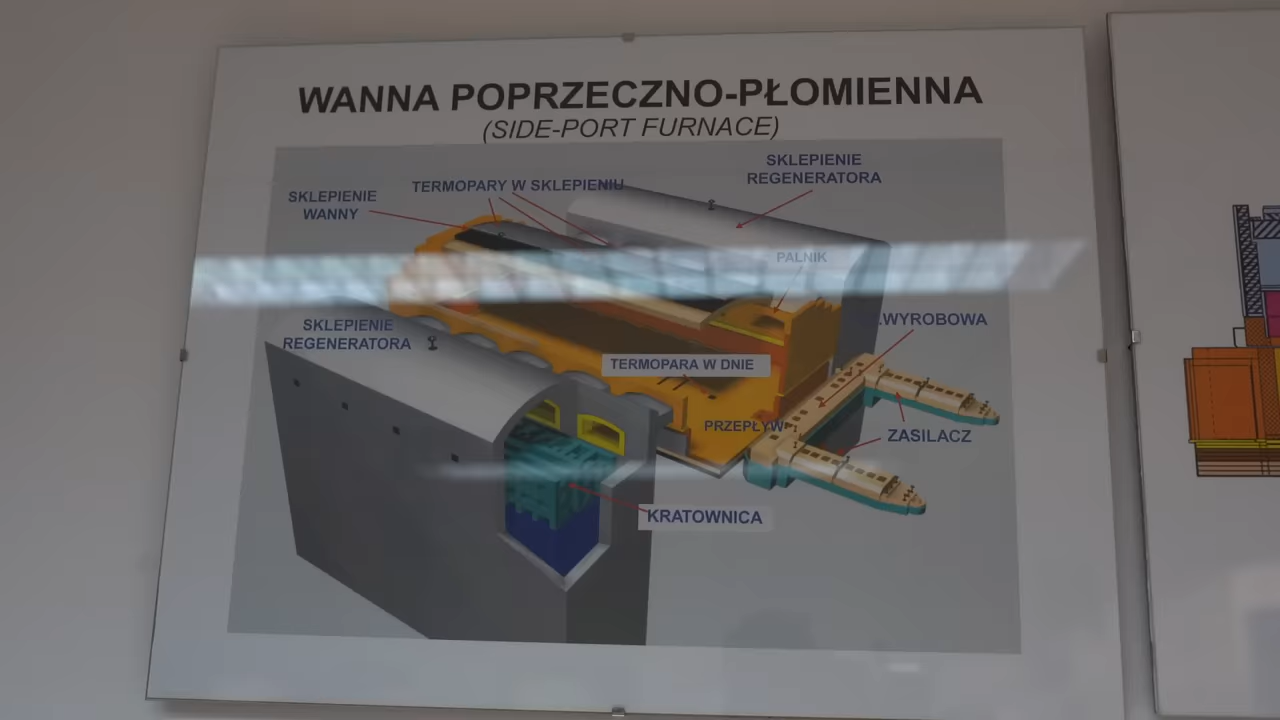 WANNA POPRZECZNO-PŁOMIENNA
(SIDE-PORT FURNACE)
SKLEPIENIE
REGENERATORA
TERMOPARY W SKLEPIENIU
SKLEPIENIE
WANNY
PALNIK
WYROBOWA
SKLEPIENIE
REGENERATORA
TERMOPARA W DNIE
PRZEPŁYW
ZASILACZ
KRATOWNICA